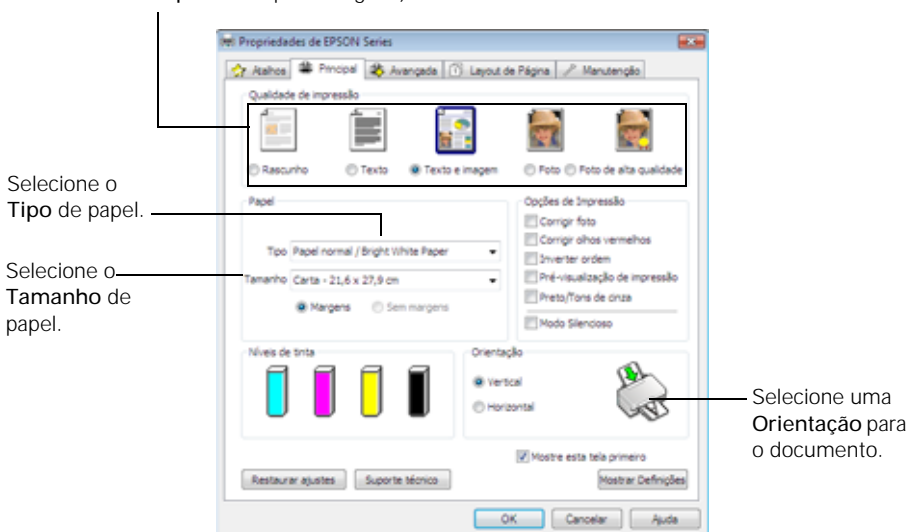 Propriedades de EPSON Series
Atalhos Principal Avançada Layout de Página Manutenção
Qualidade de impressão
Rascunho Texto Texto e imagem Foto Foto de alta qualidade
Selecione o
Tipo de papel.
Papel
Tipo Papel normal / Bright White Paper
Selecione o
Tamanho de
papel.
Tamanho Carta - 21,6 x 27,9 cm
Margens Sem margens
Opções de Impressão
Corrigir foto
Corrigir olhos vermelhos
Inverter ordem
Pré-visualização de impressão
Preto/Tons de cinza
Modo Silencioso
Níveis de tinta
Orientação
Vertical
Horizontal
Selecione uma
Orientação para
o documento.
Mostre esta tela primeiro
Restaurar ajustes Suporte técnico Mostrar Definições
OK Cancelar Ajuda